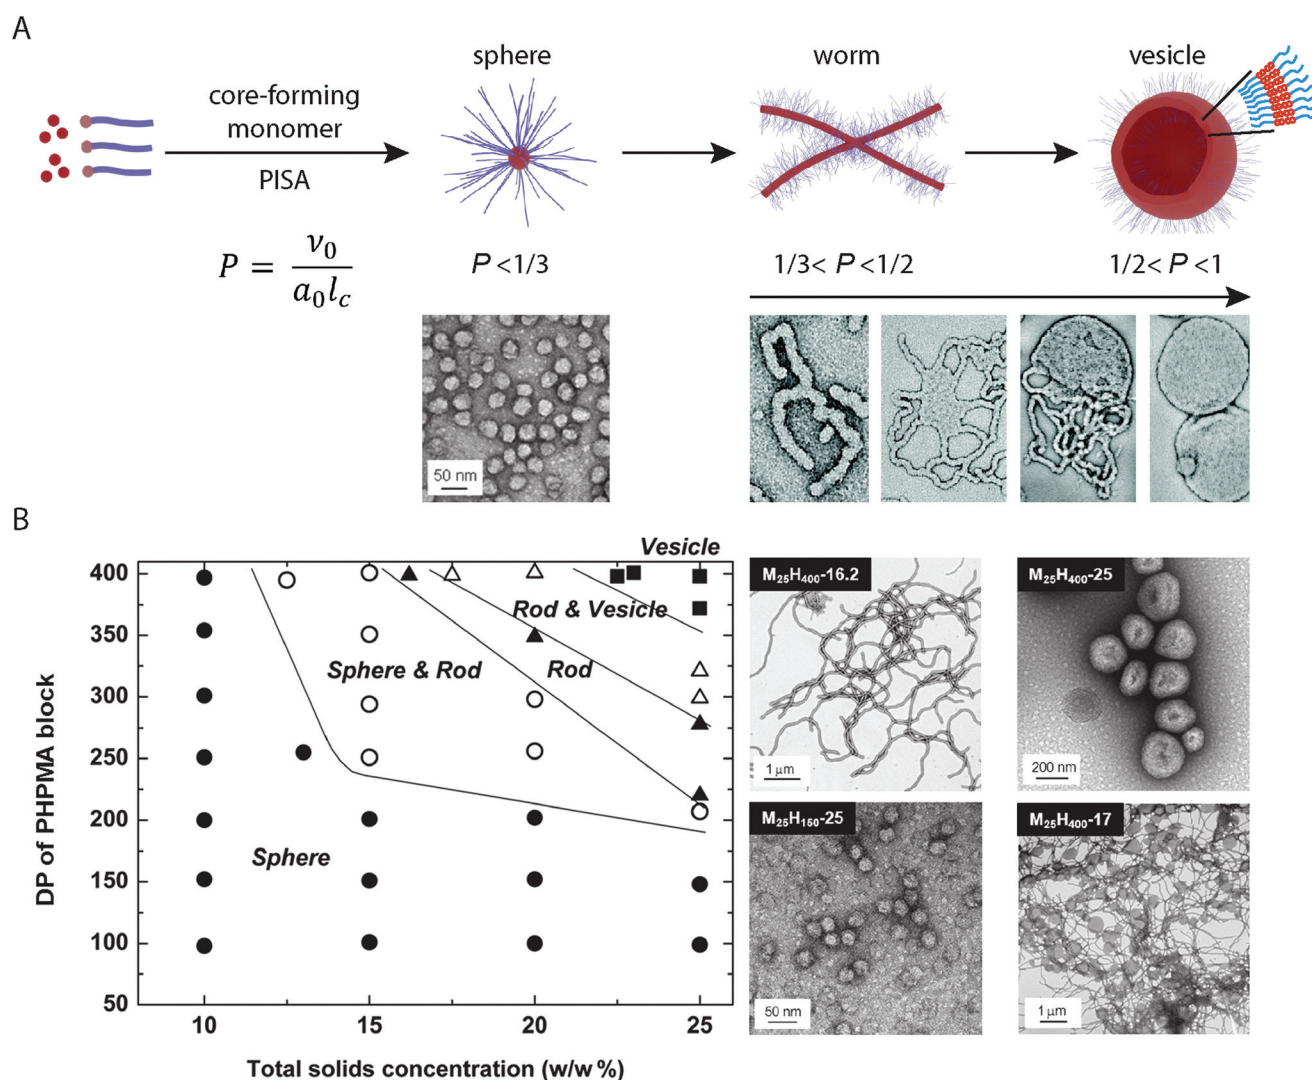 A
sphere
worm
vesicle
core-forming
monomer
PISA
P = ν₀ / a₀l_c
P <1/3
1/3< P <1/2
1/2< P <1
50 nm
B
Vesicle
400
350
300
250
200
150
100
50
DP of PHPMA block
Rod & Vesicle
Sphere & Rod
Rod
Sphere
10
15
20
25
Total solids concentration (w/w %)
M₂₅H₄₀₀-16.2
1 μm
M₂₅H₄₀₀-25
200 nm
M₂₅H₁₅₀-25
50 nm
M₂₅H₄₀₀-17
1 μm